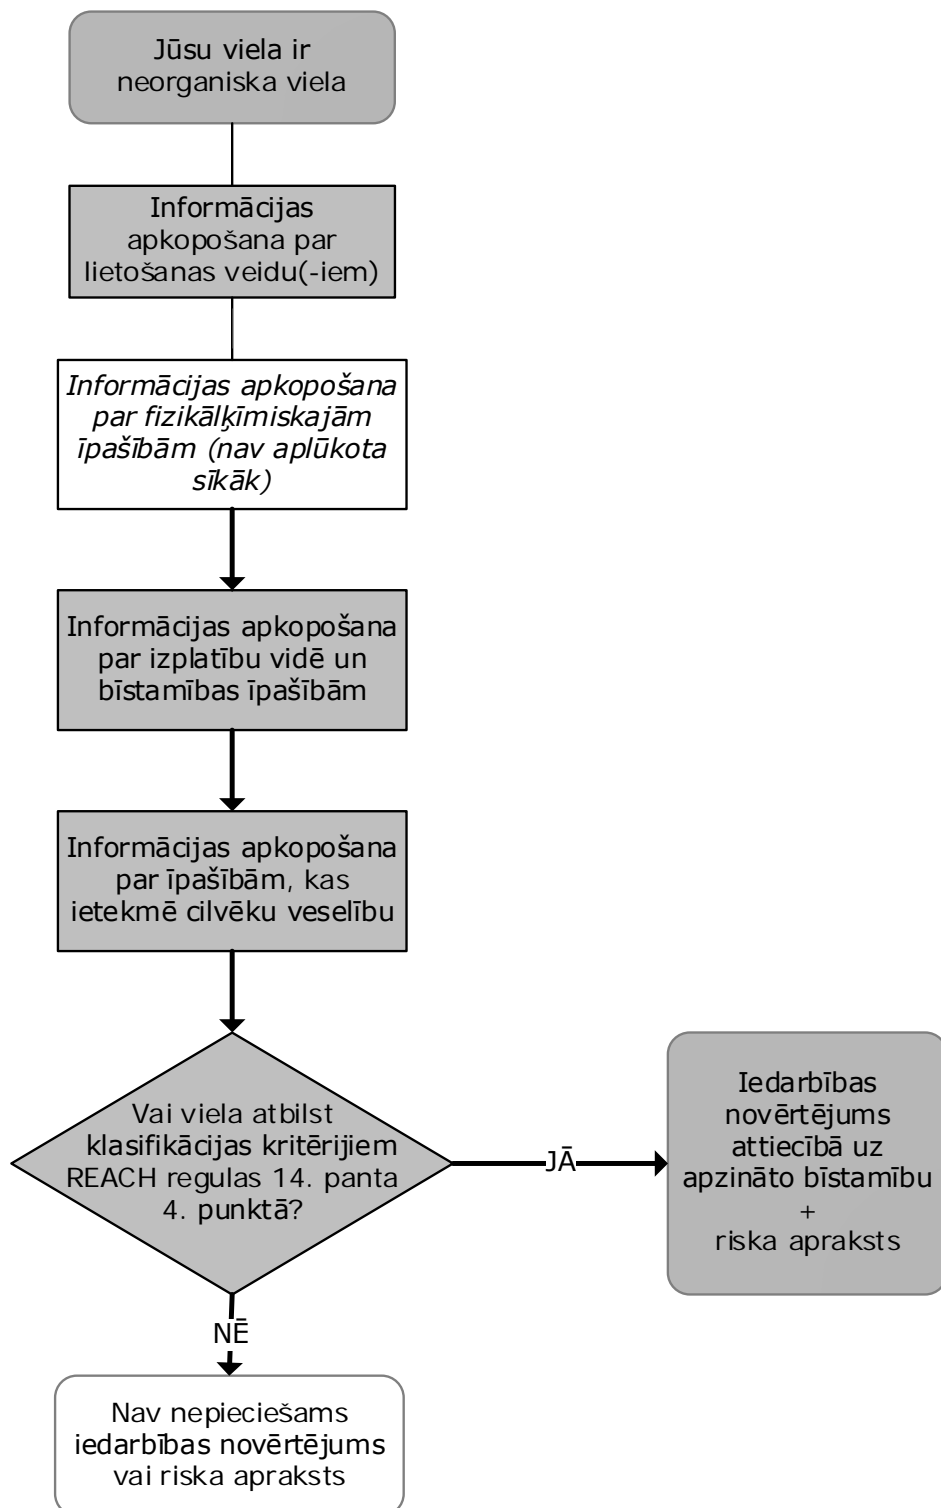 Jūsu viela ir
neorganiska viela
Informācijas
apkopošana par
lietošanas veidu(-iem)
Informācijas apkopošana
par fizikālķīmiskajām
īpašībām (nav aplūkota
sīkāk)
Informācijas apkopošana
par izplatību vidē un
bīstamības īpašībām
Informācijas apkopošana
par īpašībām, kas
ietekmē cilvēku veselību
Vai viela atbilst
klasifikācijas kritērijiem
REACH regulas 14. panta
4. punktā?
JĀ
Iedarbības
novērtējums
attiecībā uz
apzināto bīstamību
+
riska apraksts
NĒ
Nav nepieciešams
iedarbības novērtējums
vai riska apraksts